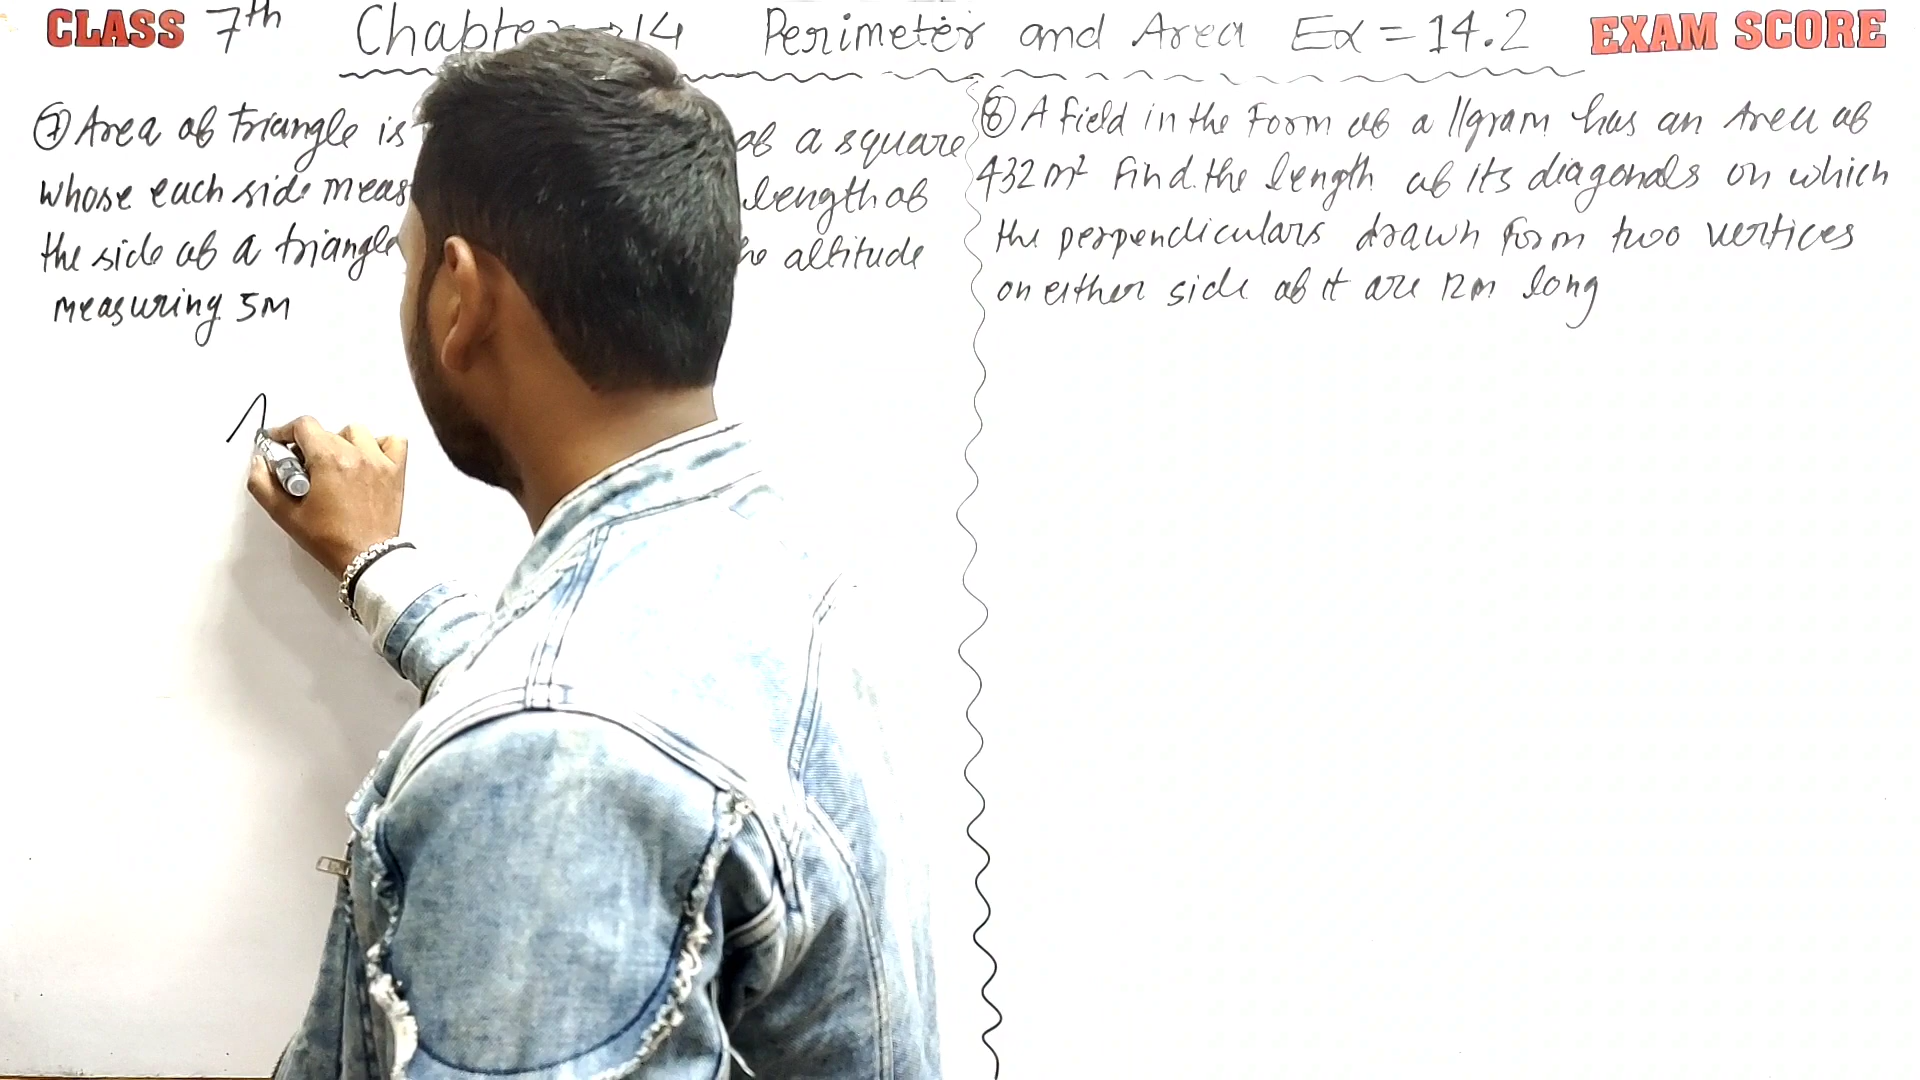 CLASS 7th Chapter → 14 Perimeter and Area Ex = 14.2 EXAM SCORE
⑦ Area of triangle is of a square
whose each side meas length of
the side of a triangle altitude
measuring 5M
⑧ A field in the Form of a ||gram has an Area of
432 m² Find the length of its diagonals on which
the perpendiculars drawn form two vertices
on either side of it are 12m long